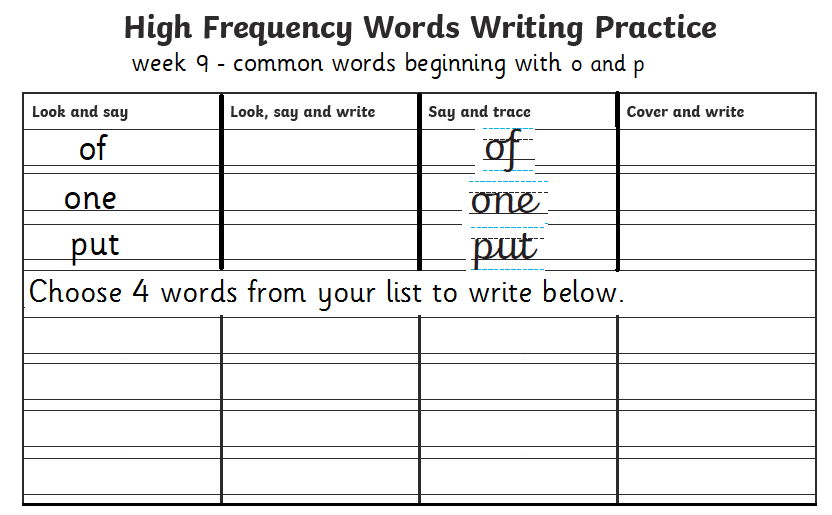 High Frequency Words Writing Practice
week 9 - common words beginning with o and p
Look and say Look, say and write Say and trace Cover and write
of of
one one
put put
Choose 4 words from your list to write below.